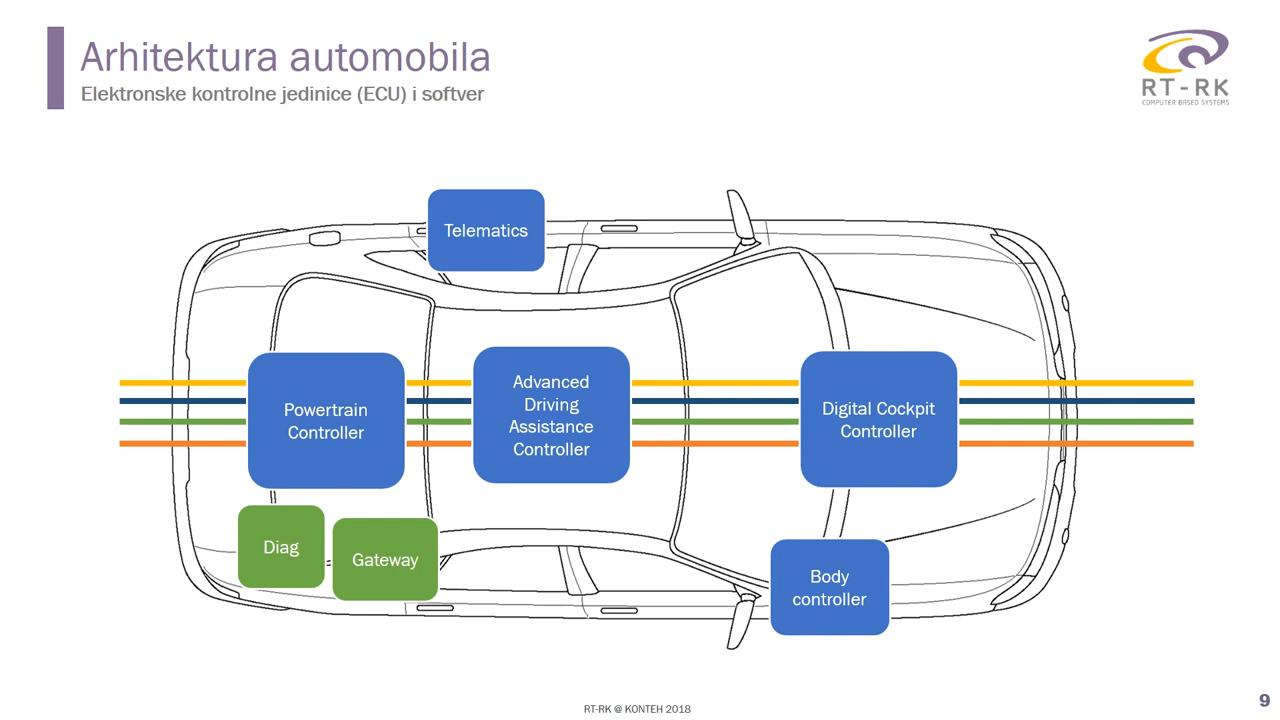 Arhitektura automobila
Elektronske kontrolne jedinice (ECU) i softver
RT-RK
COMPUTER BASED SYSTEMS
Telematics
Powertrain
Controller
Advanced
Driving
Assistance
Controller
Digital Cockpit
Controller
Diag
Gateway
Body
controller
RT-RK @ KONTEH 2018
9